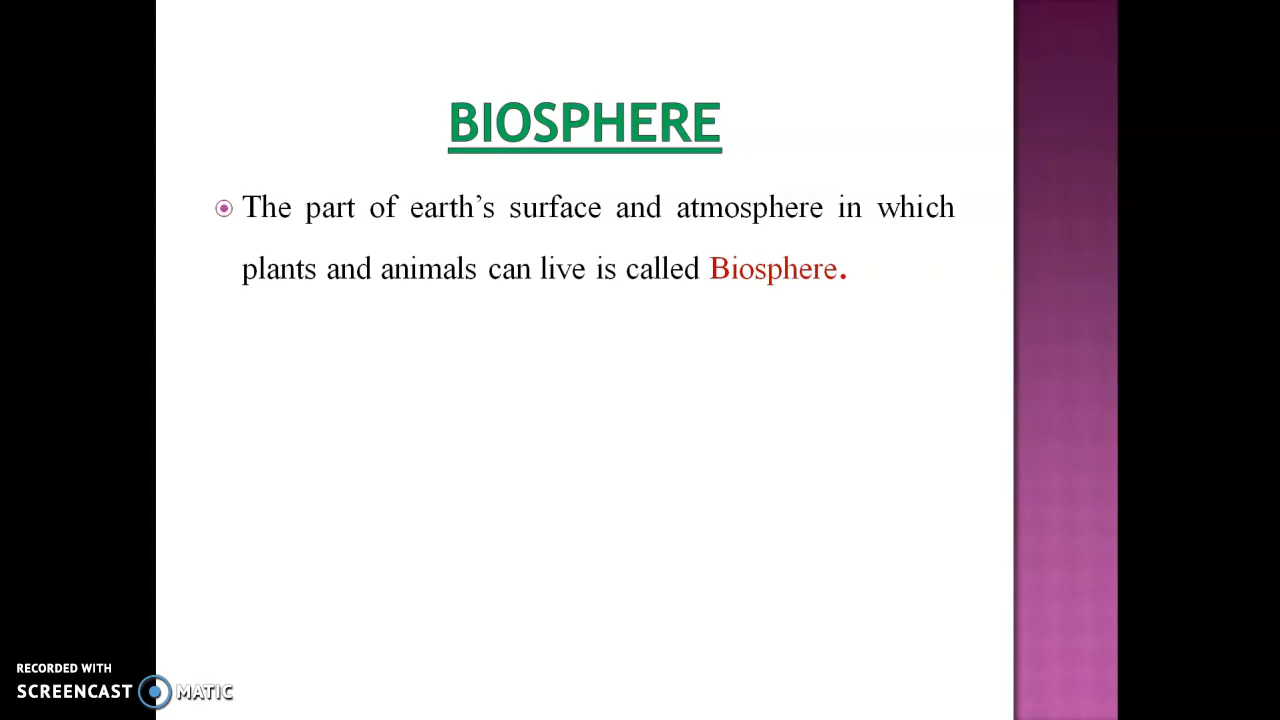 BIOSPHERE
The part of earth’s surface and atmosphere in which
plants and animals can live is called Biosphere.
RECORDED WITH
SCREENCAST MATIC